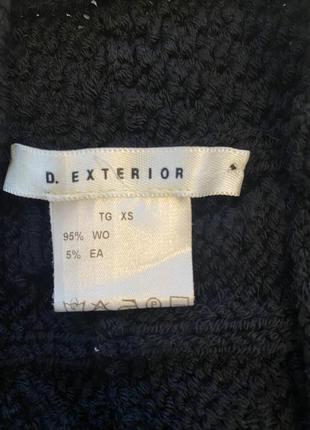 D. EXTERIOR
TG XS
95% WO
5% EA